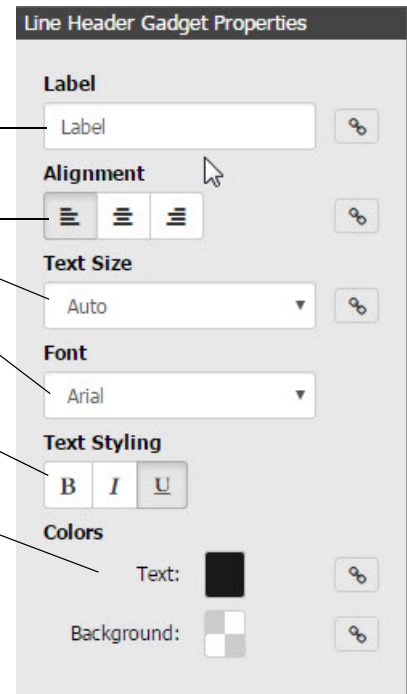 Line Header Gadget Properties
Label
Label
Alignment
Text Size
Auto
Font
Arial
Text Styling
B I U
Colors
Text:
Background: